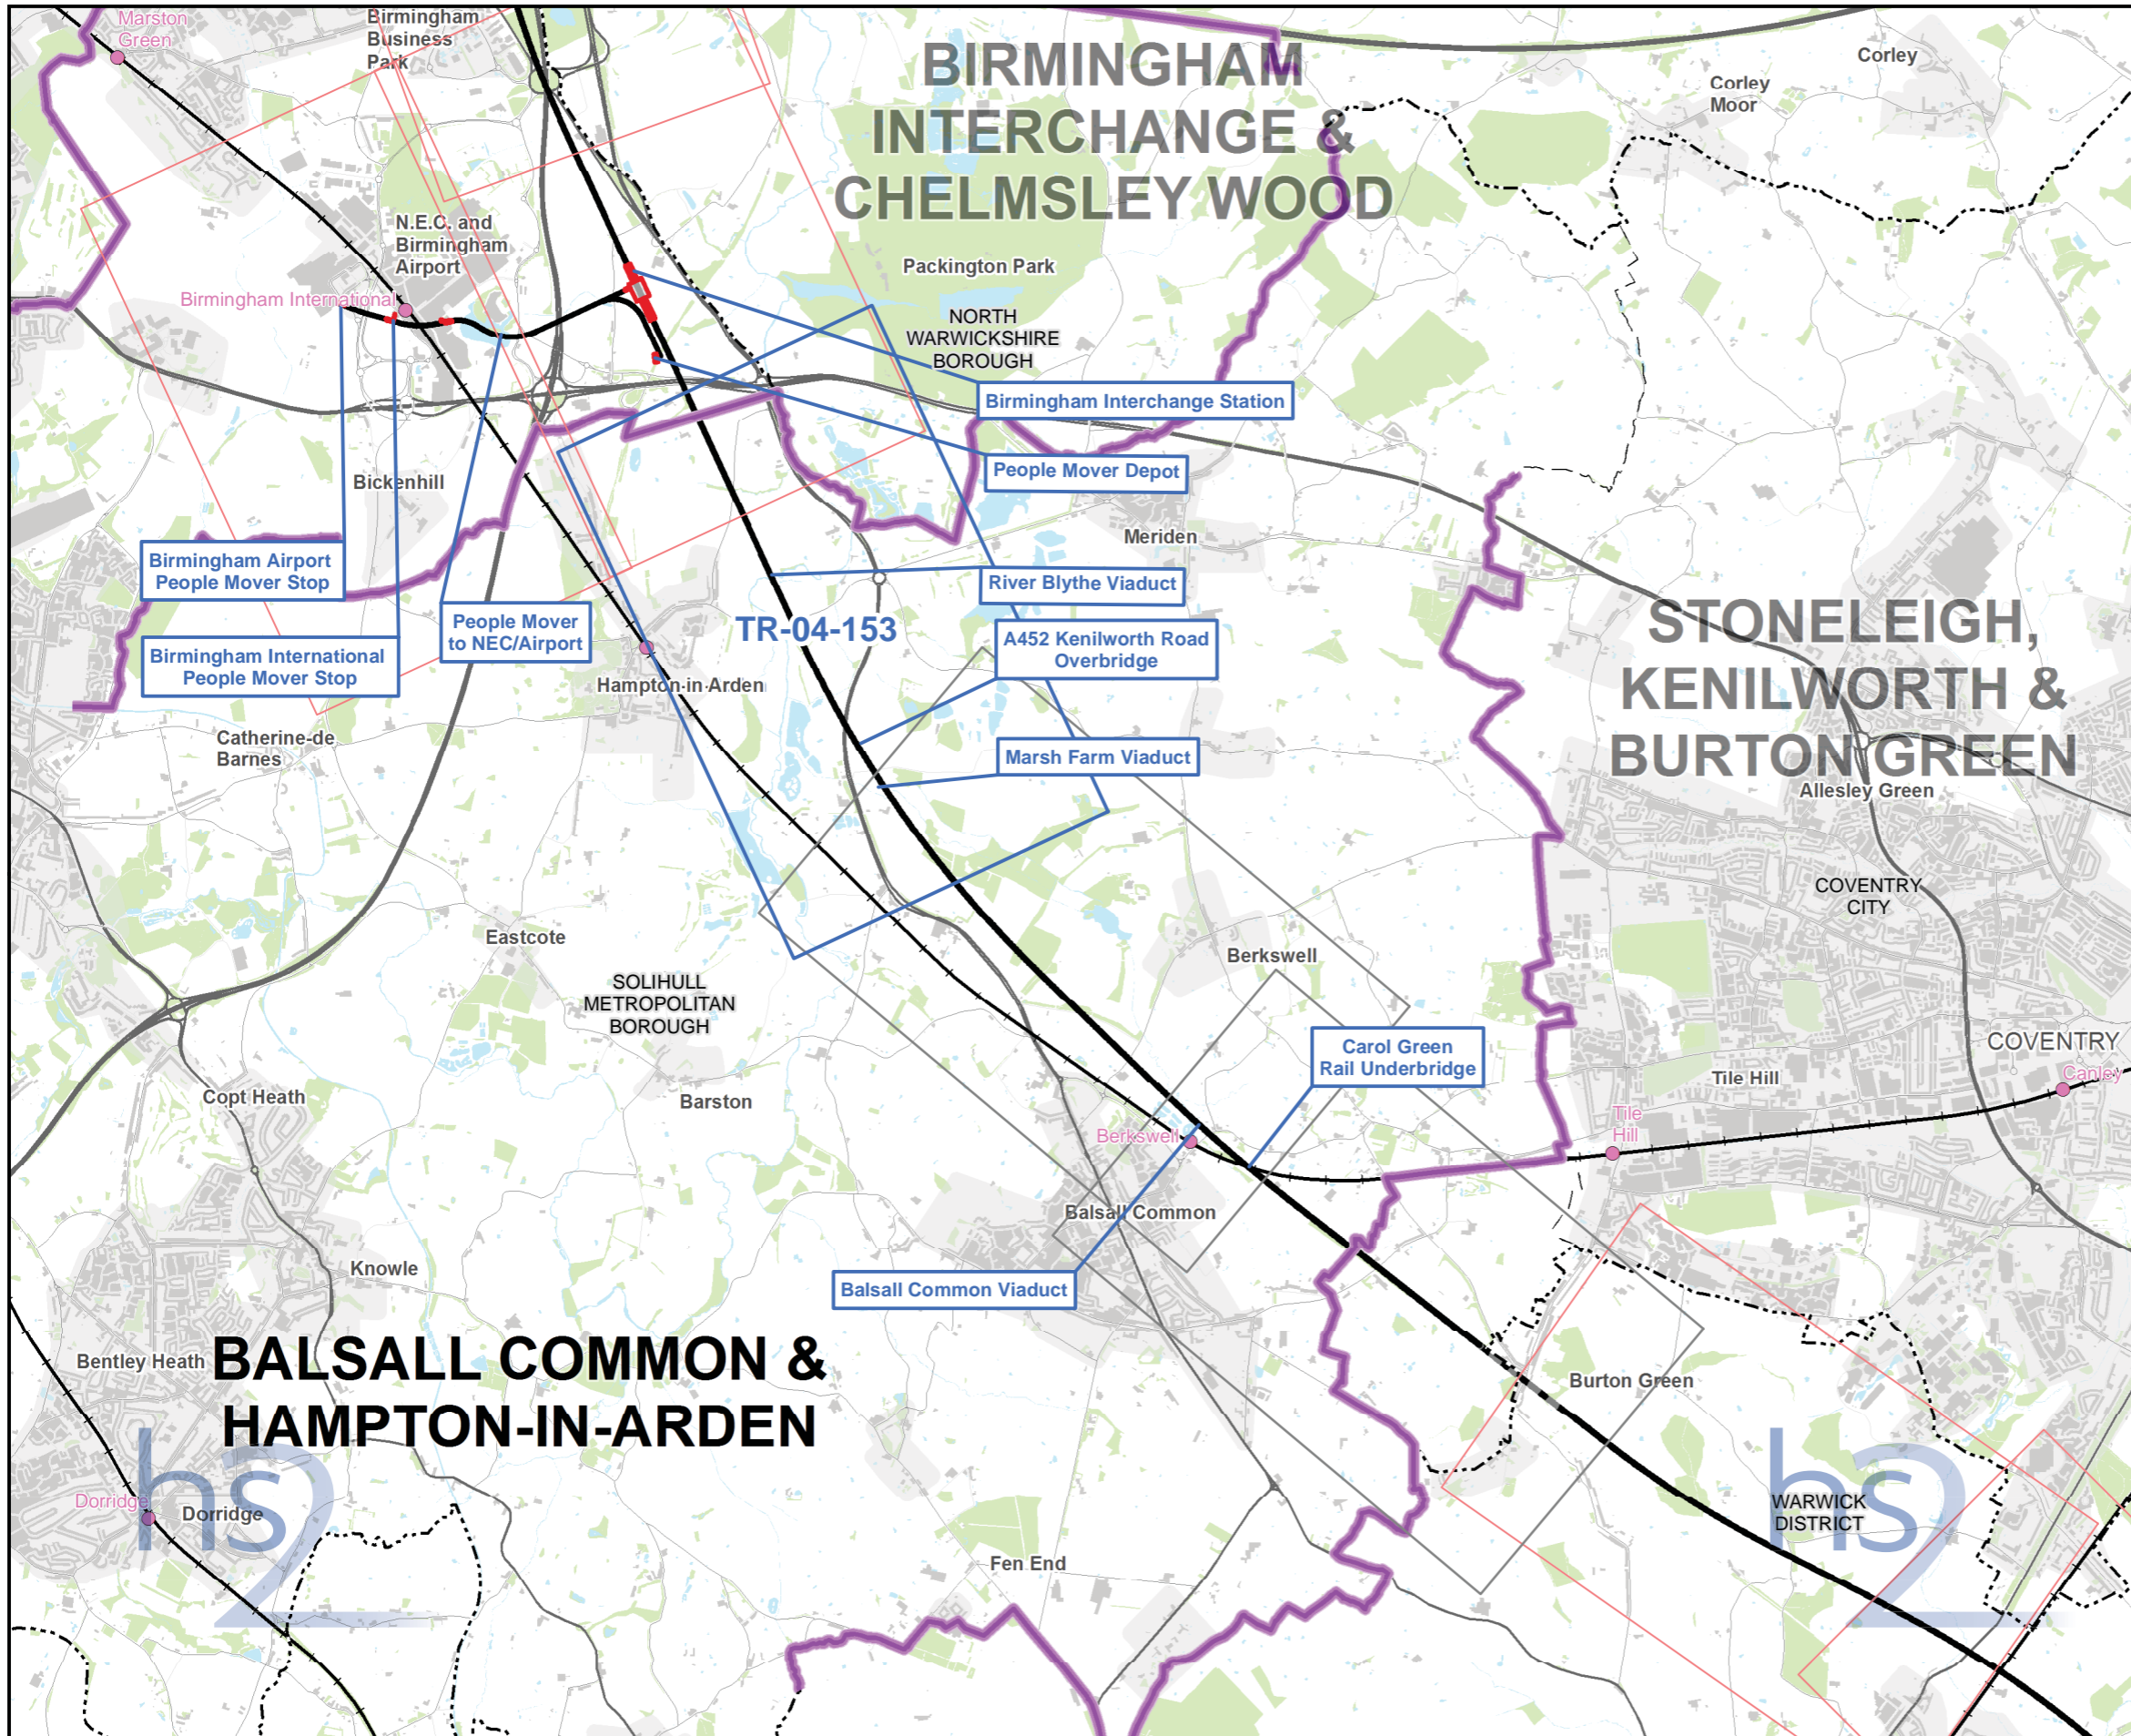 Marston
Green
Birmingham
Business
Park
BIRMINGHAM
INTERCHANGE &
CHELMSLEY WOOD
Corley
Corley
Moor
N.E.C. and
Birmingham
Airport
Packington Park
Birmingham International
NORTH
WARWICKSHIRE
BOROUGH
Birmingham Interchange Station
People Mover Depot
Bickenhill
Meriden
Birmingham Airport
People Mover Stop
River Blythe Viaduct
People Mover
to NEC/Airport
TR-04-153
A452 Kenilworth Road
Overbridge
STONELEIGH,
KENILWORTH &
BURTON GREEN
Birmingham International
People Mover Stop
Hampton-in-Arden
Catherine-de
Barnes
Marsh Farm Viaduct
Allesley Green
COVENTRY
CITY
Eastcote
Berkswell
SOLIHULL
METROPOLITAN
BOROUGH
Carol Green
Rail Underbridge
COVENTRY
Canley
Tile Hill
Copt Heath
Barston
Tile
Hill
Berkswell
Balsall Common
Knowle
Balsall Common Viaduct
Bentley Heath
BALSALL COMMON &
HAMPTON-IN-ARDEN
Burton Green
hs2
hs2
Dorridge
Dorridge
WARWICK
DISTRICT
Fen End